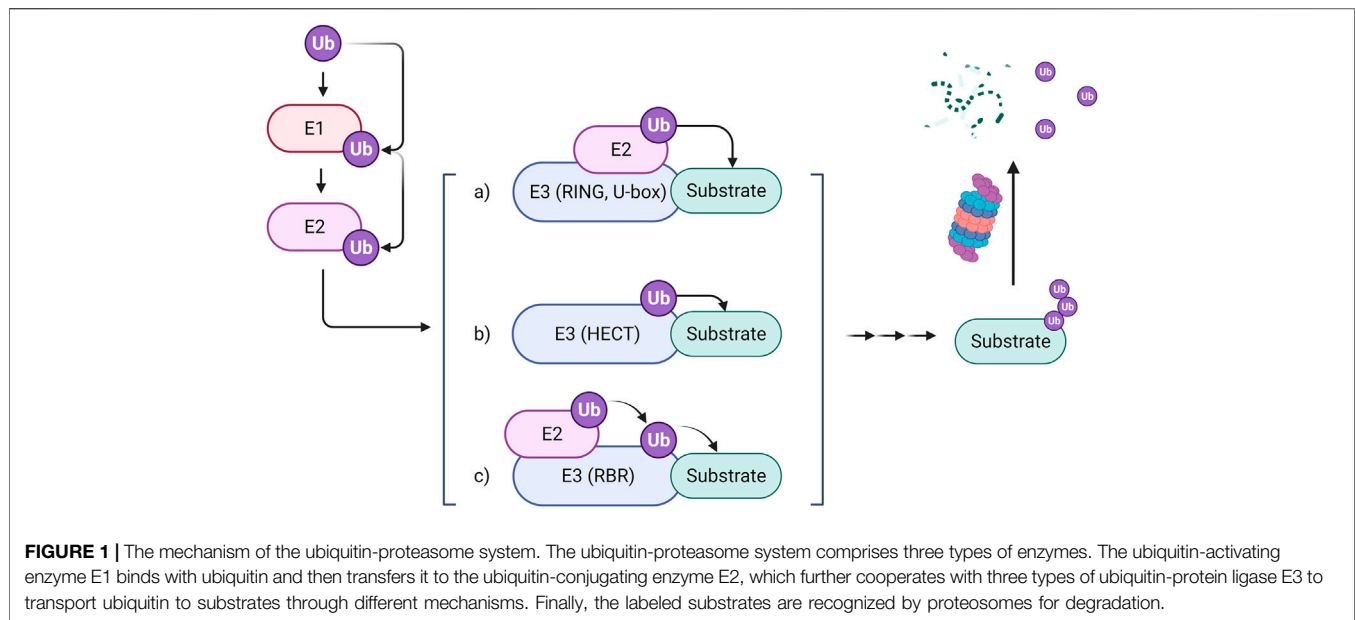 Ub
E1
Ub
E2
Ub
a)
Ub
E2
E3 (RING, U-box)
Substrate
b)
Ub
E3 (HECT)
Substrate
c)
Ub
E2
Ub
E3 (RBR)
Substrate
Ub
Ub
Ub
Ub
Ub
Ub
Substrate
FIGURE 1 | The mechanism of the ubiquitin-proteasome system. The ubiquitin-proteasome system comprises three types of enzymes. The ubiquitin-activating
enzyme E1 binds with ubiquitin and then transfers it to the ubiquitin-conjugating enzyme E2, which further cooperates with three types of ubiquitin-protein ligase E3 to
transport ubiquitin to substrates through different mechanisms. Finally, the labeled substrates are recognized by proteosomes for degradation.